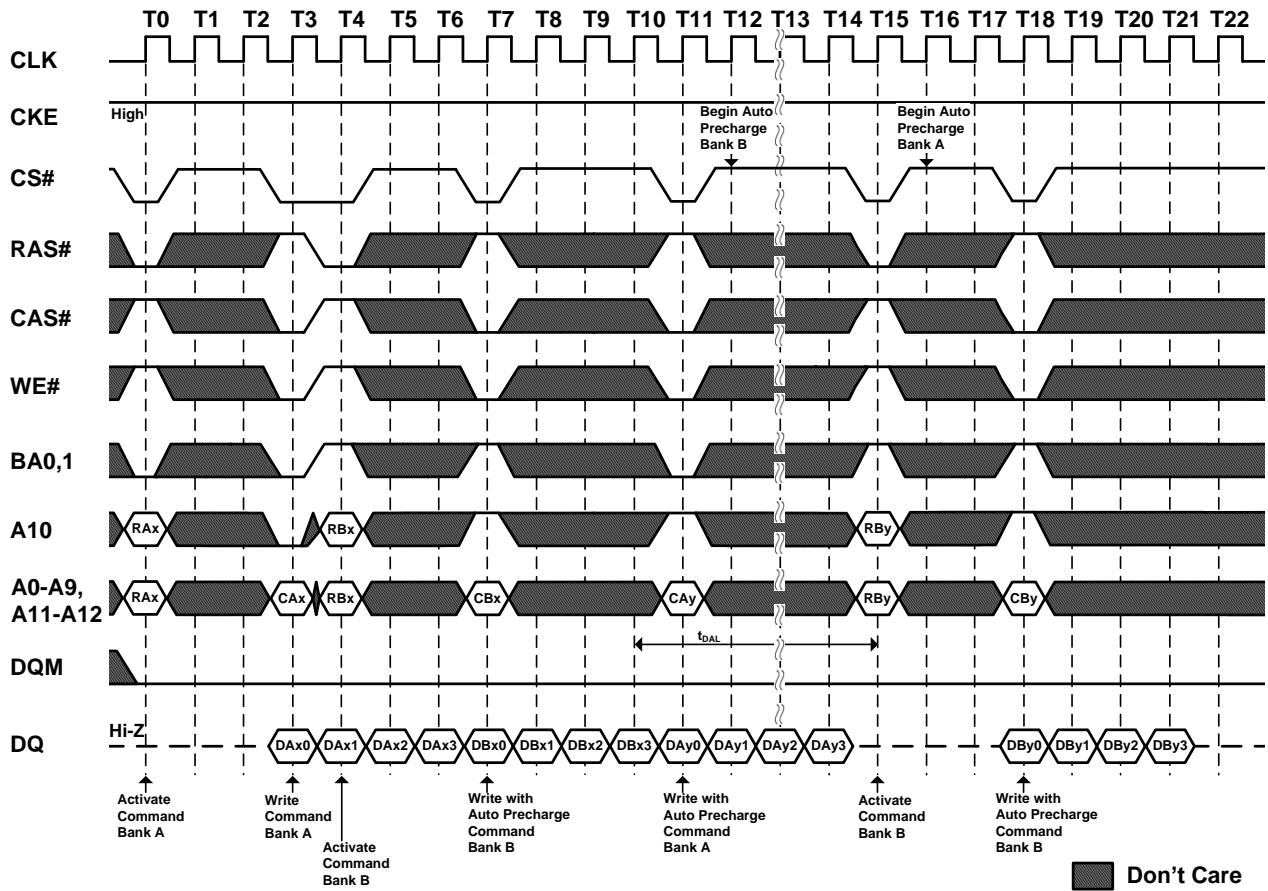 T0 T1 T2 T3 T4 T5 T6 T7 T8 T9 T10 T11 T12 T13 T14 T15 T16 T17 T18 T19 T20 T21 T22
CLK
CKE
High
Begin Auto
Precharge
Bank B
Begin Auto
Precharge
Bank A
CS#
RAS#
CAS#
WE#
BA0,1
A10
RAx RBx RBy
A0-A9,
A11-A12
RAx CAx RBx CBx CAy RBy CBy
tDAL
DQM
Hi-Z
DQ
DAx0 DAx1 DAx2 DAx3 DBx0 DBx1 DBx2 DBx3 DAy0 DAy1 DAy2 DAy3 DBy0 DBy1 DBy2 DBy3
Activate
Command
Bank A
Write
Command
Bank A
Activate
Command
Bank B
Write with
Auto Precharge
Command
Bank B
Write with
Auto Precharge
Command
Bank A
Activate
Command
Bank B
Write with
Auto Precharge
Command
Bank B
Don't Care